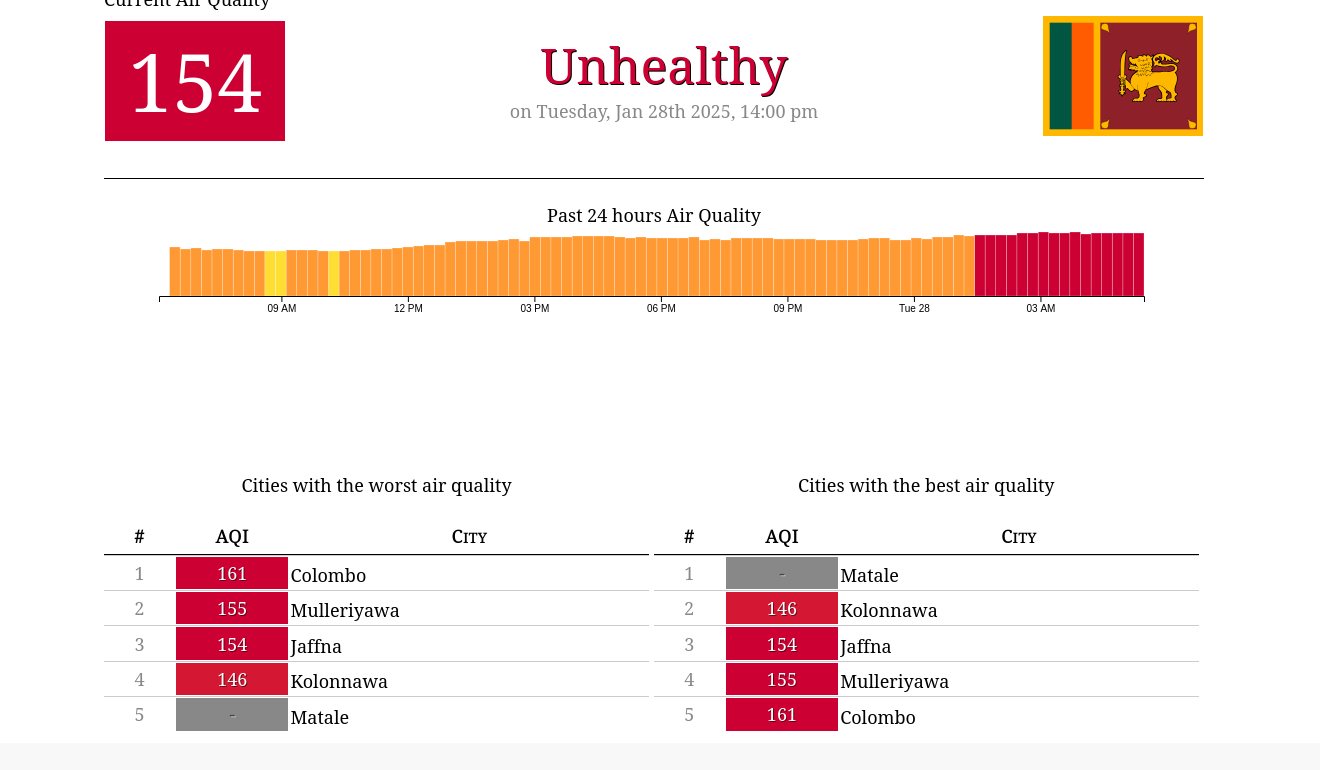 Current Air Quality
154
Unhealthy
on Tuesday, Jan 28th 2025, 14:00 pm
Past 24 hours Air Quality
09 AM 12 PM 03 PM 06 PM 09 PM Tue 28 03 AM
Cities with the worst air quality
# AQI City
1 161 Colombo
2 155 Mulleriyawa
3 154 Jaffna
4 146 Kolonnawa
5 - Matale
Cities with the best air quality
# AQI City
1 - Matale
2 146 Kolonnawa
3 154 Jaffna
4 155 Mulleriyawa
5 161 Colombo